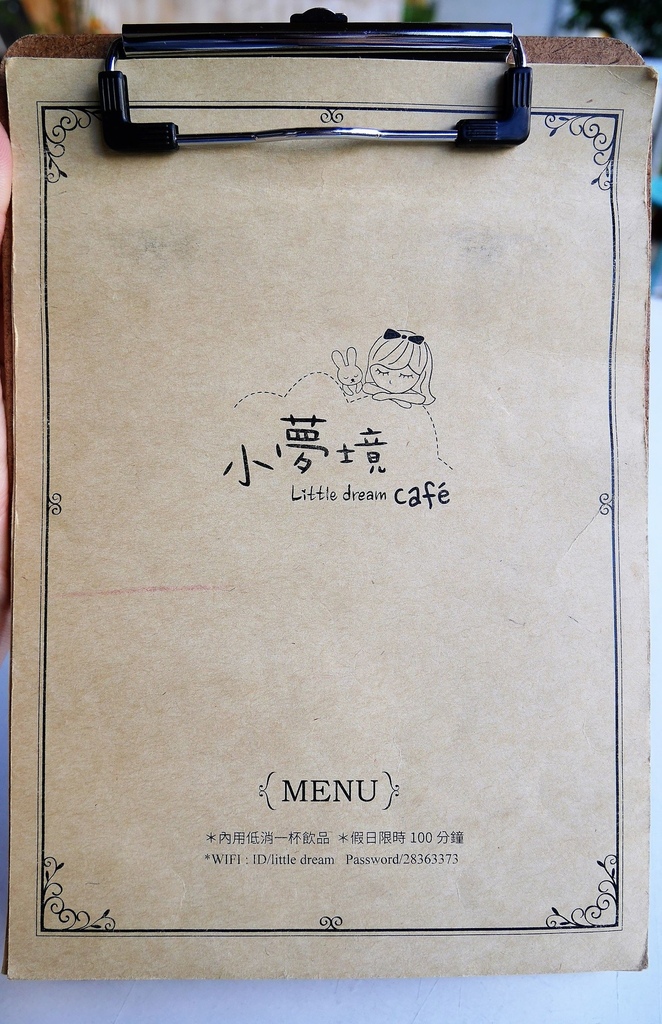 小夢境
Little dream café
MENU
＊內用低消一杯飲品 ＊假日限時 100 分鐘
*WIFI : ID/little dream Password/28363373